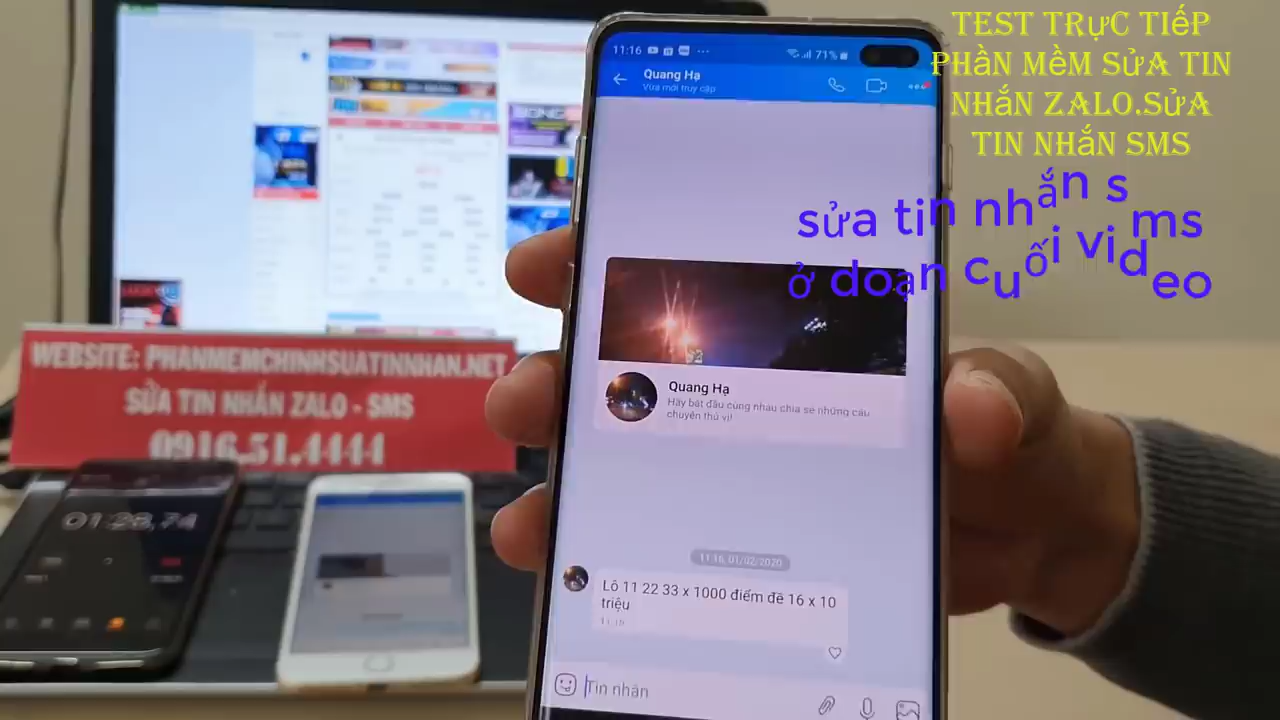 TEST TRỰC TIẾP
PHẦN MỀM SỬA TIN
NHẮN ZALO.SỬA
TIN NHẮN SMS
sửa tin nhắn sms
ở doạn cuối video
11:16
71%
Quang Hạ
Vừa mới truy cập
Quang Hạ
Hãy bắt đầu cùng nhau chia sẻ những câu
chuyện thú vị!
11:16, 01/02/2020
Lô 11 22 33 x 1000 điểm đề 16 x 10
triệu
11:16
Tin nhắn
WEBSITE: PHANMEMCHINHSUATINNHAN.NET
SỬA TIN NHẮN ZALO - SMS
0916.51.4444
01:28,74